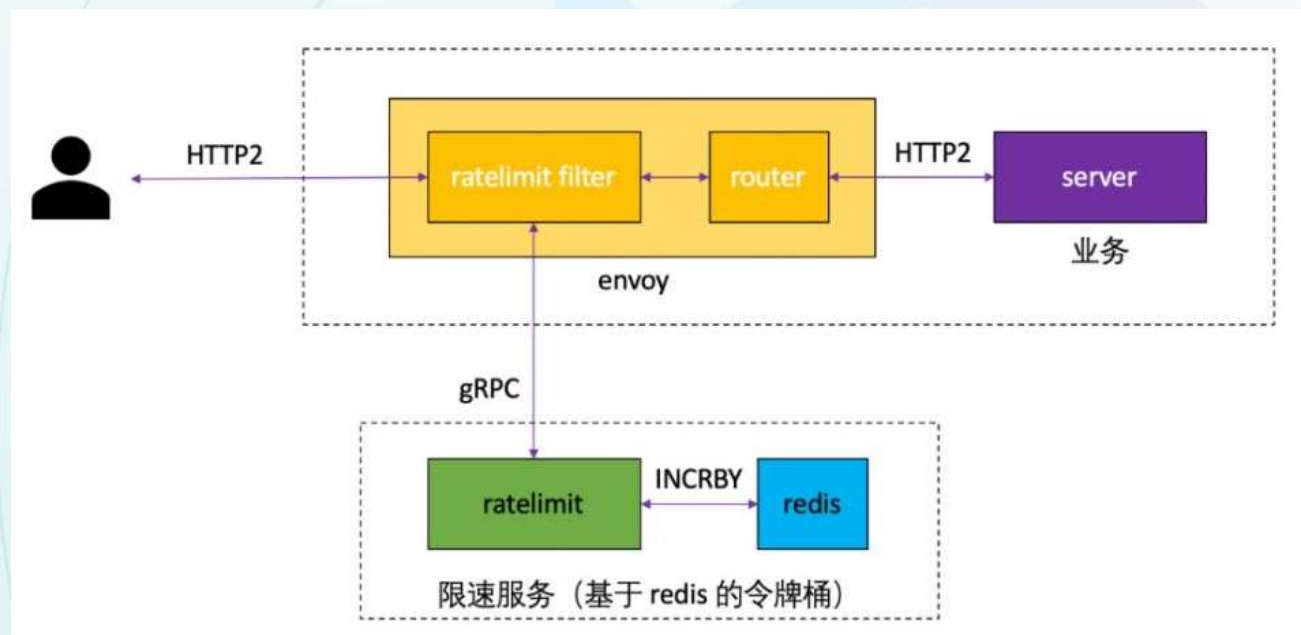 HTTP2
ratelimit filter
router
HTTP2
server
业务
envoy
gRPC
ratelimit
INCRBY
redis
限速服务（基于 redis 的令牌桶）